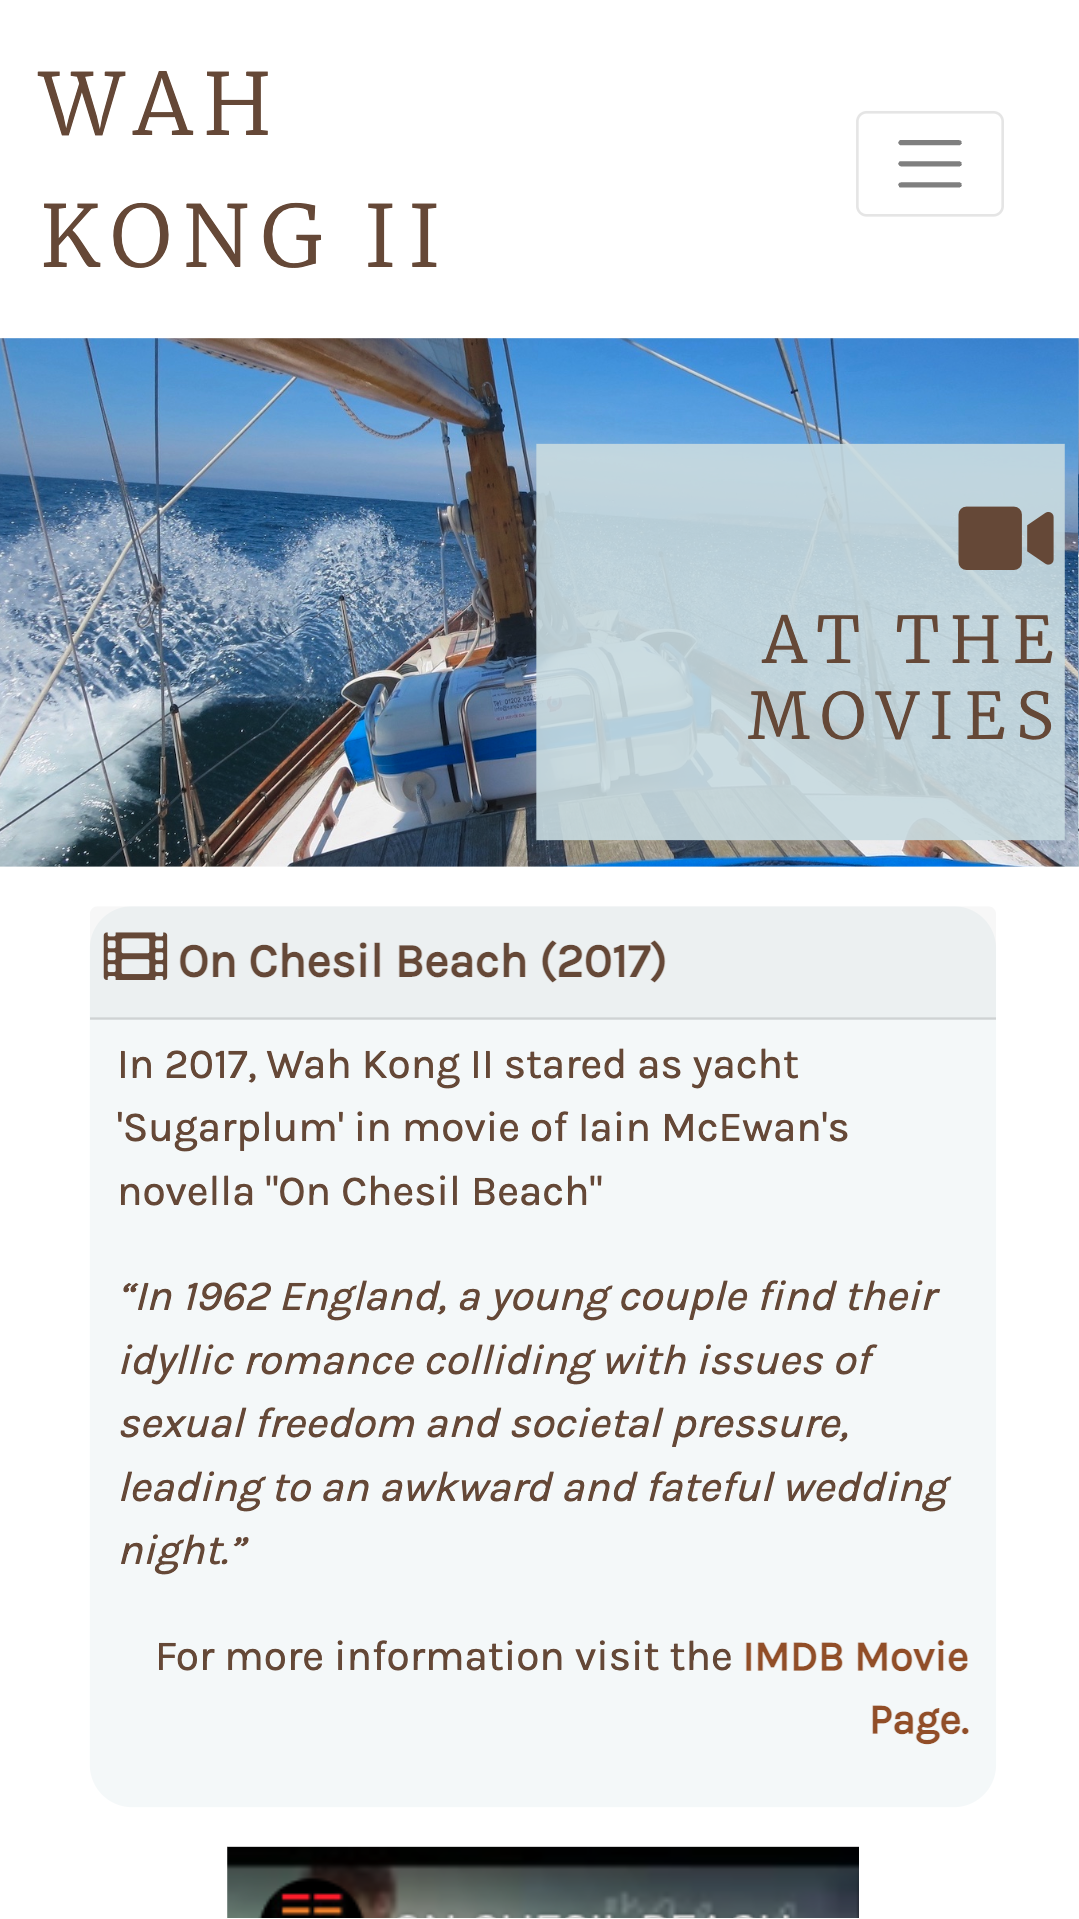 WAH
KONG II
AT THE
MOVIES
On Chesil Beach (2017)
In 2017, Wah Kong II stared as yacht
'Sugarplum' in movie of Iain McEwan's
novella "On Chesil Beach"
“In 1962 England, a young couple find their
idyllic romance colliding with issues of
sexual freedom and societal pressure,
leading to an awkward and fateful wedding
night.”
For more information visit the IMDB Movie
Page.